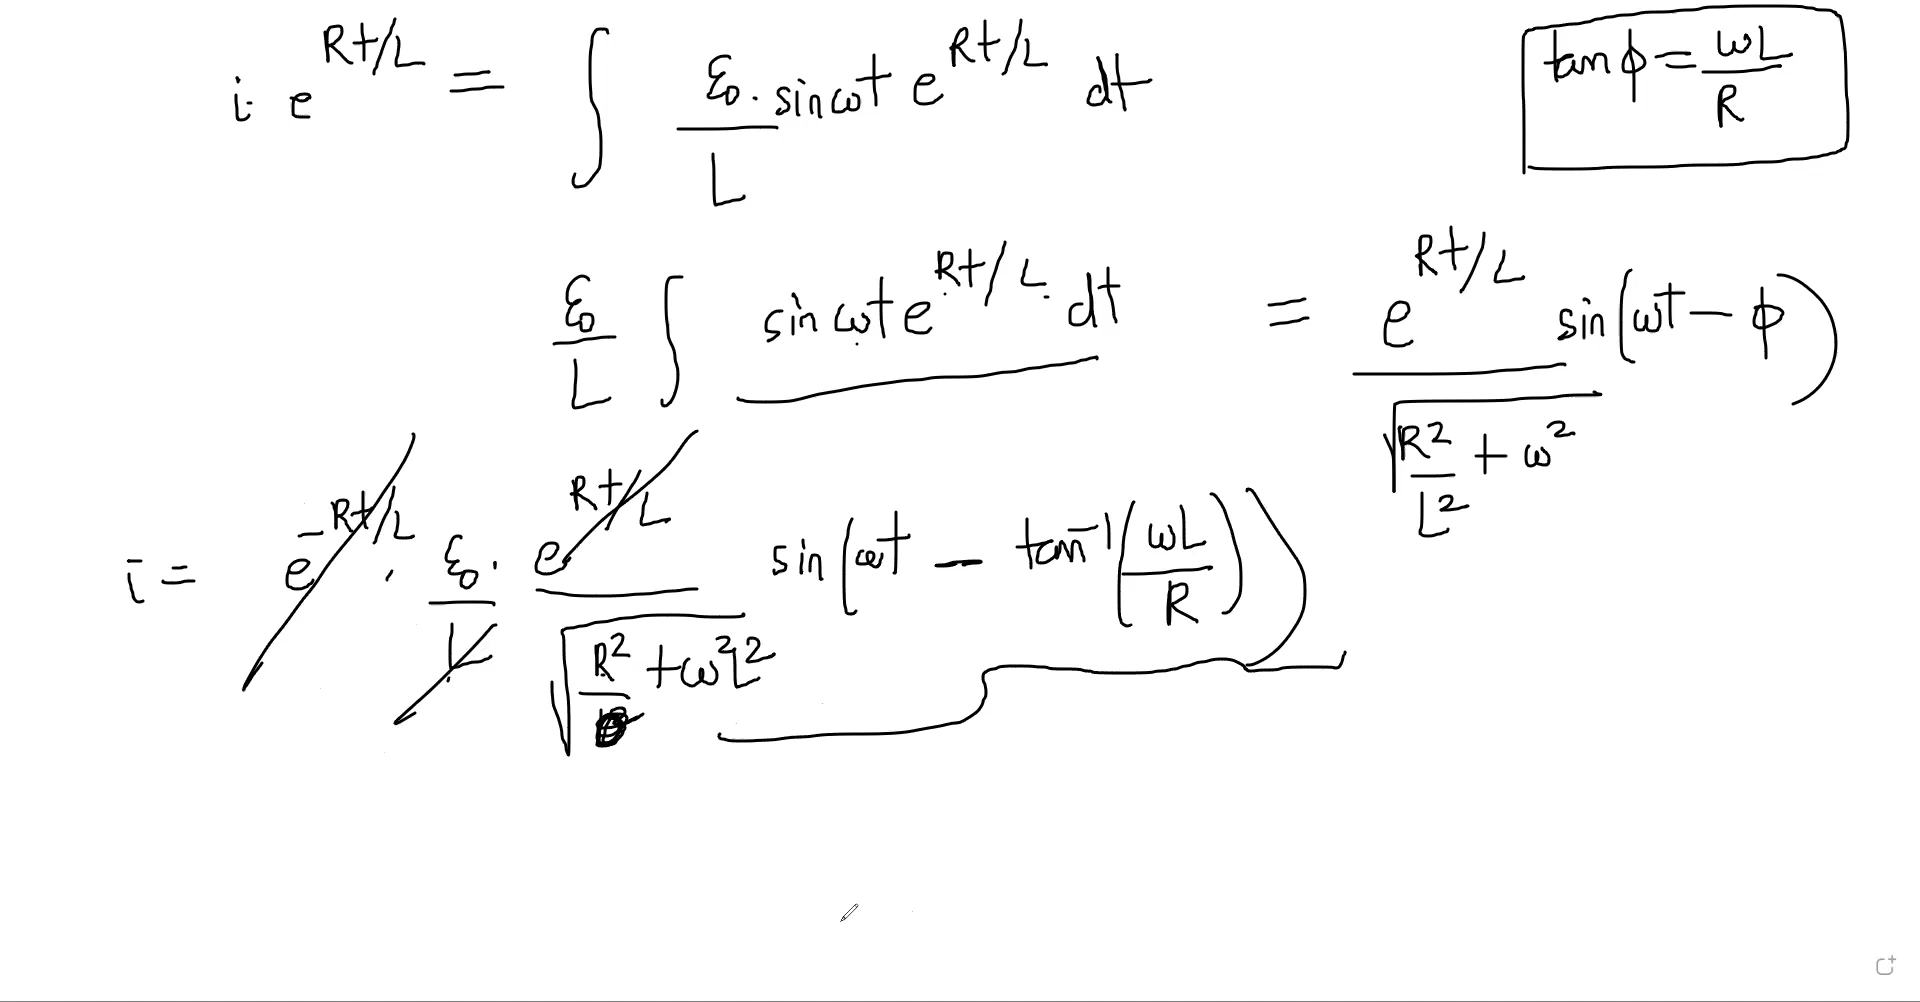 i · e^{Rt/L} = ∫ ε₀/L · sin ωt e^{Rt/L} dt
tan ϕ = ωL/R
ε₀/L ∫ sin ωt e^{Rt/L} dt = e^{Rt/L} sin(ωt − ϕ) / √(R²/L² + ω²)
i = e^{−Rt/L} · ε₀/L · e^{Rt/L} / √(R² + ω²L²) sin(ωt − tan⁻¹(ωL/R))